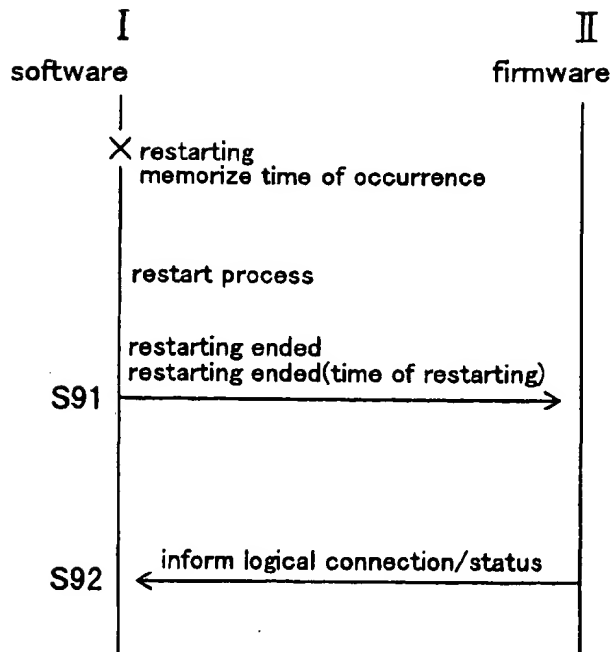 I
II
software
firmware
restarting
memorize time of occurrence
restart process
restarting ended
restarting ended(time of restarting)
S91
inform logical connection/status
S92